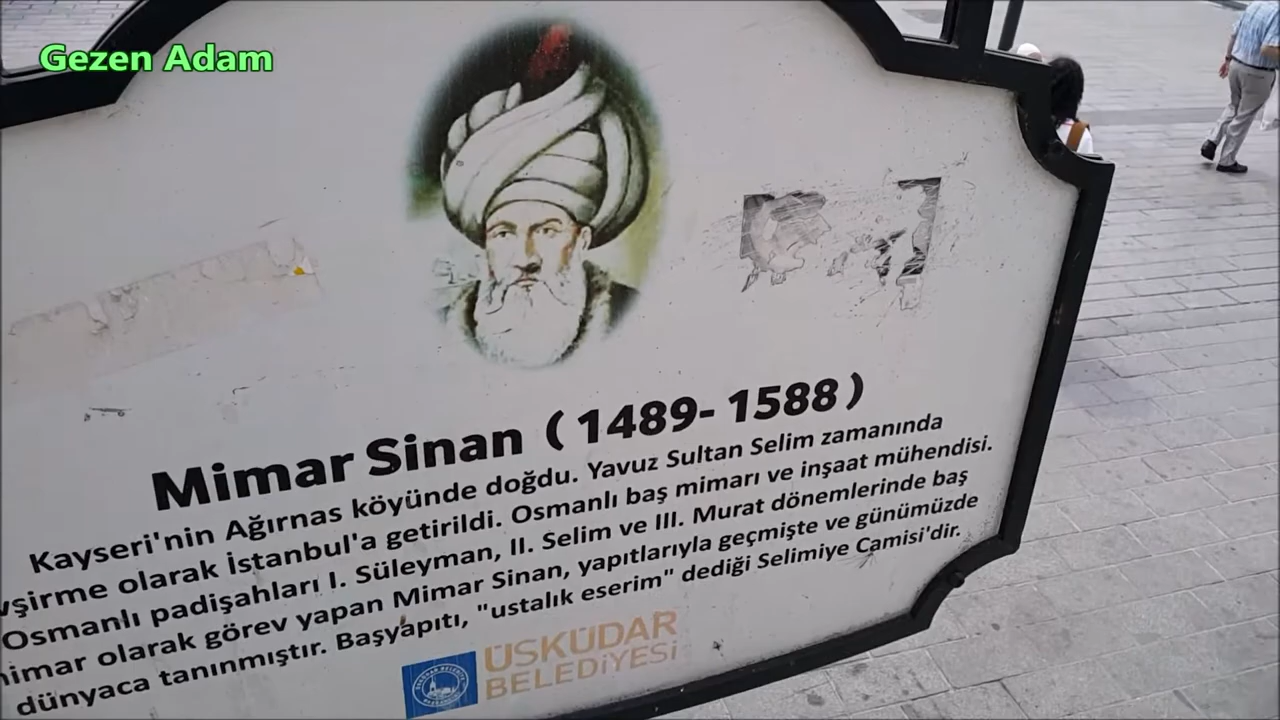 Gezen Adam
Mimar Sinan ( 1489- 1588 )
Kayseri'nin Ağırnas köyünde doğdu. Yavuz Sultan Selim zamanında
vşirme olarak İstanbul'a getirildi. Osmanlı baş mimarı ve inşaat mühendisi.
Osmanlı padişahları I. Süleyman, II. Selim ve III. Murat dönemlerinde baş
imar olarak görev yapan Mimar Sinan, yapıtlarıyla geçmişte ve günümüzde
dünyaca tanınmıştır. Başyapıtı, "ustalık eserim" dediği Selimiye Camisi'dir.
ÜSKÜDAR
BELEDİYESİ